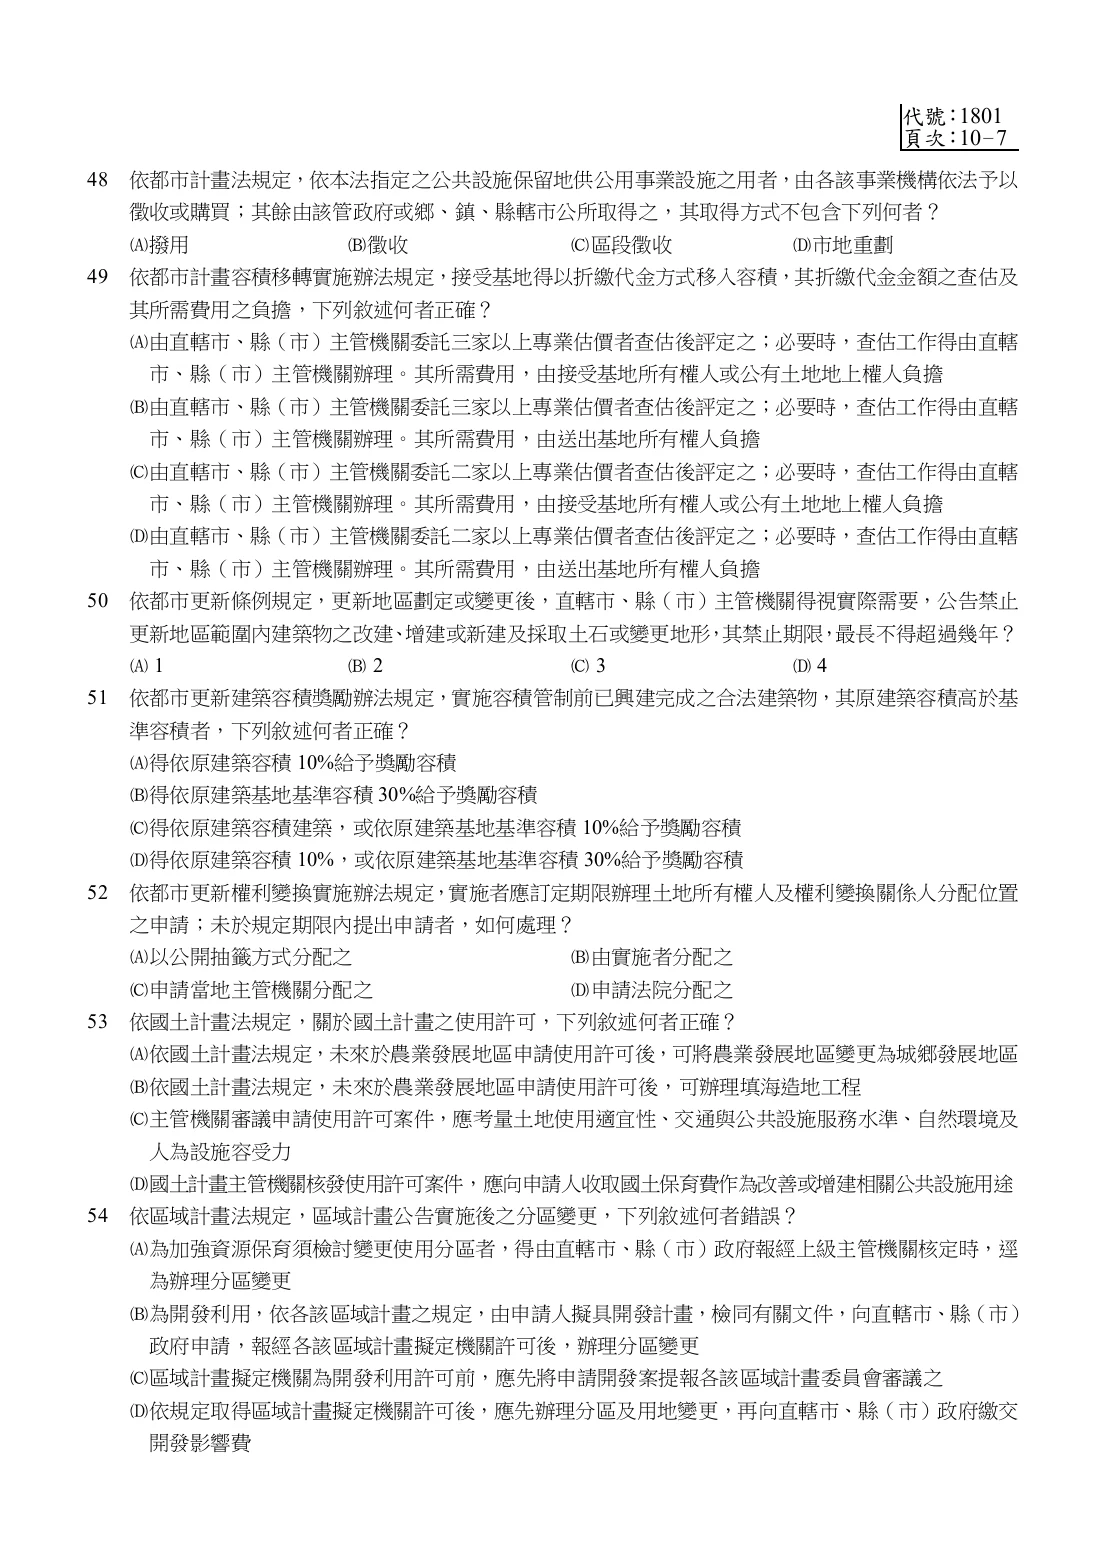 代號：1801
頁次：10－7
48 依都市計畫法規定，依本法指定之公共設施保留地供公用事業設施之用者，由各該事業機構依法予以
徵收或購買；其餘由該管政府或鄉、鎮、縣轄市公所取得之，其取得方式不包含下列何者？
(A)撥用 (B)徵收 (C)區段徵收 (D)市地重劃
49 依都市計畫容積移轉實施辦法規定，接受基地得以折繳代金方式移入容積，其折繳代金金額之查估及
其所需費用之負擔，下列敘述何者正確？
(A)由直轄市、縣（市）主管機關委託三家以上專業估價者查估後評定之；必要時，查估工作得由直轄
市、縣（市）主管機關辦理。其所需費用，由接受基地所有權人或公有土地地上權人負擔
(B)由直轄市、縣（市）主管機關委託三家以上專業估價者查估後評定之；必要時，查估工作得由直轄
市、縣（市）主管機關辦理。其所需費用，由送出基地所有權人負擔
(C)由直轄市、縣（市）主管機關委託二家以上專業估價者查估後評定之；必要時，查估工作得由直轄
市、縣（市）主管機關辦理。其所需費用，由接受基地所有權人或公有土地地上權人負擔
(D)由直轄市、縣（市）主管機關委託二家以上專業估價者查估後評定之；必要時，查估工作得由直轄
市、縣（市）主管機關辦理。其所需費用，由送出基地所有權人負擔
50 依都市更新條例規定，更新地區劃定或變更後，直轄市、縣（市）主管機關得視實際需要，公告禁止
更新地區範圍內建築物之改建、增建或新建及採取土石或變更地形，其禁止期限，最長不得超過幾年？
(A) 1 (B) 2 (C) 3 (D) 4
51 依都市更新建築容積獎勵辦法規定，實施容積管制前已興建完成之合法建築物，其原建築容積高於基
準容積者，下列敘述何者正確？
(A)得依原建築容積 10%給予獎勵容積
(B)得依原建築基地基準容積 30%給予獎勵容積
(C)得依原建築容積建築，或依原建築基地基準容積 10%給予獎勵容積
(D)得依原建築容積 10%，或依原建築基地基準容積 30%給予獎勵容積
52 依都市更新權利變換實施辦法規定，實施者應訂定期限辦理土地所有權人及權利變換關係人分配位置
之申請；未於規定期限內提出申請者，如何處理？
(A)以公開抽籤方式分配之 (B)由實施者分配之
(C)申請當地主管機關分配之 (D)申請法院分配之
53 依國土計畫法規定，關於國土計畫之使用許可，下列敘述何者正確？
(A)依國土計畫法規定，未來於農業發展地區申請使用許可後，可將農業發展地區變更為城鄉發展地區
(B)依國土計畫法規定，未來於農業發展地區申請使用許可後，可辦理填海造地工程
(C)主管機關審議申請使用許可案件，應考量土地使用適宜性、交通與公共設施服務水準、自然環境及
人為設施容受力
(D)國土計畫主管機關核發使用許可案件，應向申請人收取國土保育費作為改善或增建相關公共設施用途
54 依區域計畫法規定，區域計畫公告實施後之分區變更，下列敘述何者錯誤？
(A)為加強資源保育須檢討變更使用分區者，得由直轄市、縣（市）政府報經上級主管機關核定時，逕
為辦理分區變更
(B)為開發利用，依各該區域計畫之規定，由申請人擬具開發計畫，檢同有關文件，向直轄市、縣（市）
政府申請，報經各該區域計畫擬定機關許可後，辦理分區變更
(C)區域計畫擬定機關為開發利用許可前，應先將申請開發案提報各該區域計畫委員會審議之
(D)依規定取得區域計畫擬定機關許可後，應先辦理分區及用地變更，再向直轄市、縣（市）政府繳交
開發影響費